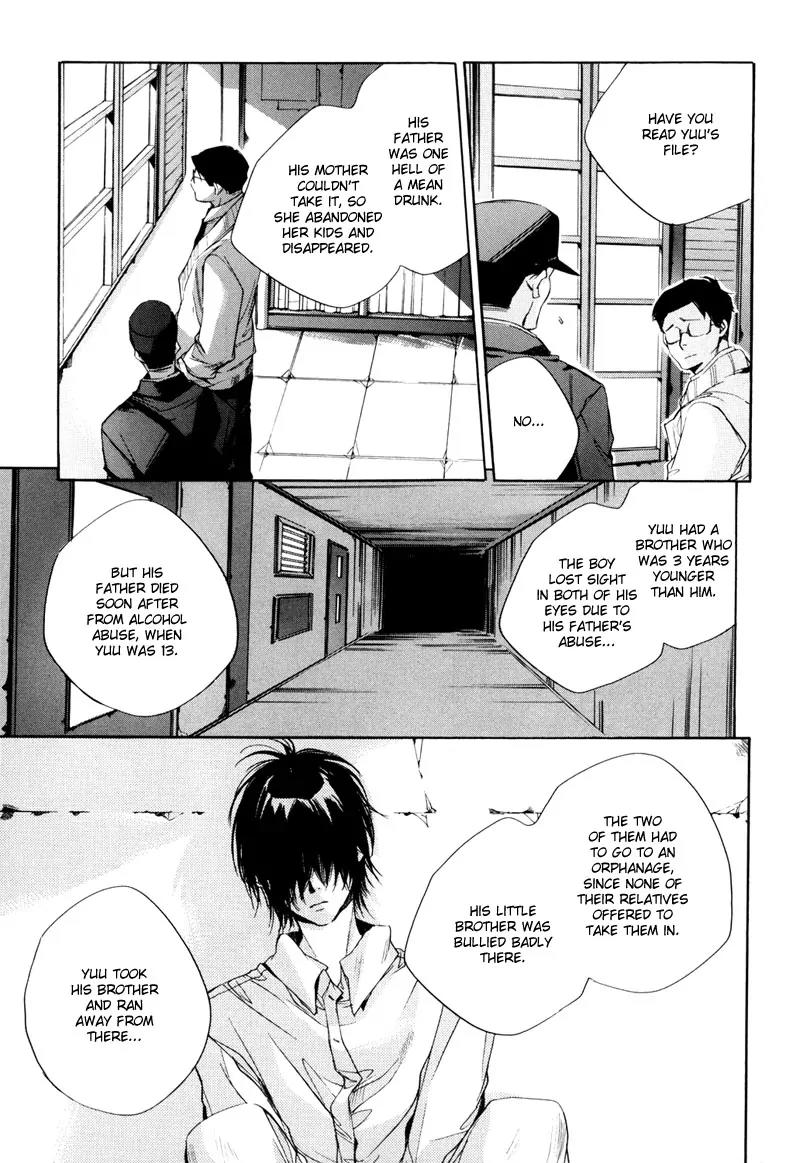 HAVE YOU
READ YUU'S
FILE?
NO...
HIS
FATHER
WAS ONE
HELL OF
A MEAN
DRUNK.
HIS MOTHER
COULDN'T
TAKE IT, SO
SHE ABANDONED
HER KIDS AND
DISAPPEARED.
YUU HAD A
BROTHER WHO
WAS 3 YEARS
YOUNGER
THAN HIM.
THE BOY
LOST SIGHT
IN BOTH OF HIS
EYES DUE TO
HIS FATHER'S
ABUSE...
BUT HIS
FATHER DIED
SOON AFTER
FROM ALCOHOL
ABUSE, WHEN
YUU WAS 13.
THE TWO
OF THEM HAD
TO GO TO AN
ORPHANAGE,
SINCE NONE OF
THEIR RELATIVES
OFFERED TO
TAKE THEM IN.
HIS LITTLE
BROTHER WAS
BULLIED BADLY
THERE.
YUU TOOK
HIS BROTHER
AND RAN
AWAY FROM
THERE...